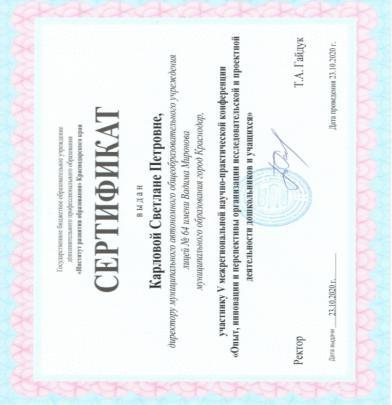 Государственное бюджетное образовательное учреждение
дополнительного профессионального образования
«Институт развития образования» Краснодарского края
СЕРТИФИКАТ
выдан
Карловой Светлане Петровне,
директору муниципального автономного общеобразовательного учреждения
лицей № 64 имени Вадима Миронова
муниципального образования город Краснодар,
участнику V межрегиональной научно-практической конференции
«Опыт, инновации и перспективы организации исследовательской и проектной
деятельности дошкольников и учащихся»
Ректор Т.А. Гайдук
Дата выдачи 23.10.2020 г. Дата проведения 23.10.2020 г.